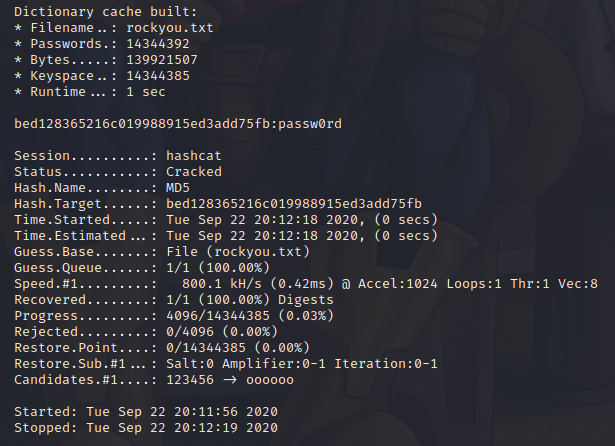 Dictionary cache built:
* Filename..: rockyou.txt
* Passwords.: 14344392
* Bytes.....: 139921507
* Keyspace..: 14344385
* Runtime...: 1 sec
bed128365216c019988915ed3add75fb:passw0rd
Session..........: hashcat
Status...........: Cracked
Hash.Name........: MD5
Hash.Target......: bed128365216c019988915ed3add75fb
Time.Started.....: Tue Sep 22 20:12:18 2020, (0 secs)
Time.Estimated...: Tue Sep 22 20:12:18 2020, (0 secs)
Guess.Base.......: File (rockyou.txt)
Guess.Queue......: 1/1 (100.00%)
Speed.#1.........:   800.1 kH/s (0.42ms) @ Accel:1024 Loops:1 Thr:1 Vec:8
Recovered........: 1/1 (100.00%) Digests
Progress.........: 4096/14344385 (0.03%)
Rejected.........: 0/4096 (0.00%)
Restore.Point....: 0/14344385 (0.00%)
Restore.Sub.#1...: Salt:0 Amplifier:0-1 Iteration:0-1
Candidates.#1....: 123456 -> oooooo
Started: Tue Sep 22 20:11:56 2020
Stopped: Tue Sep 22 20:12:19 2020